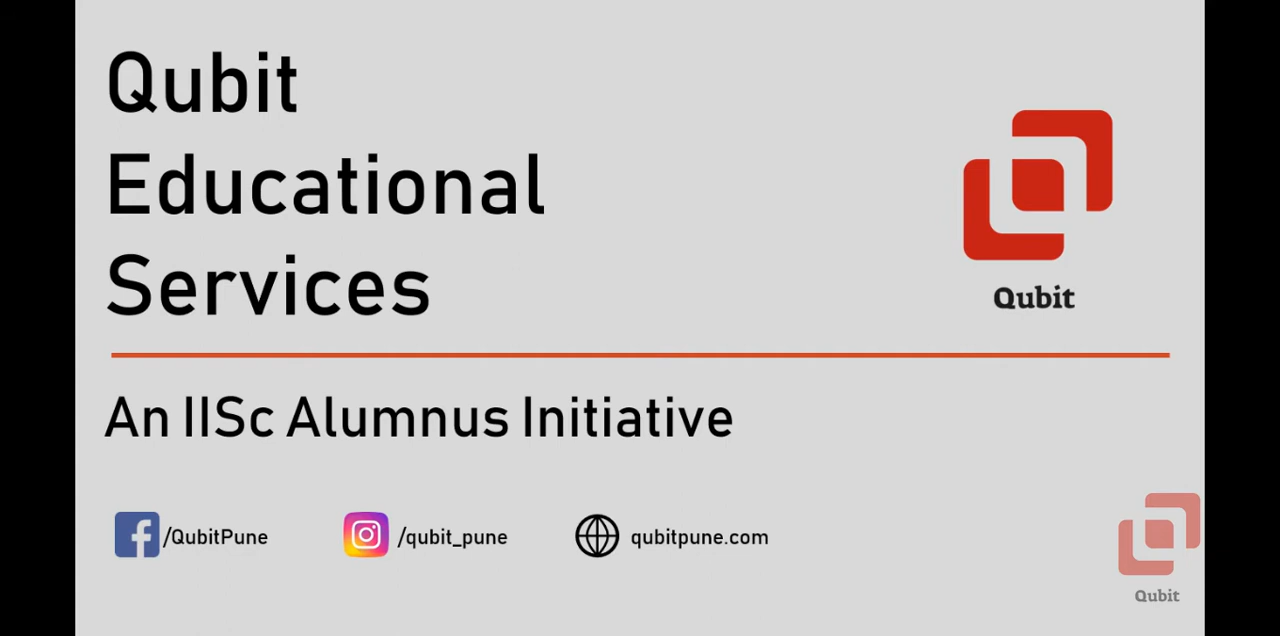 Qubit
Educational
Services
Qubit
An IISc Alumnus Initiative
/QubitPune
/qubit_pune
qubitpune.com
Qubit